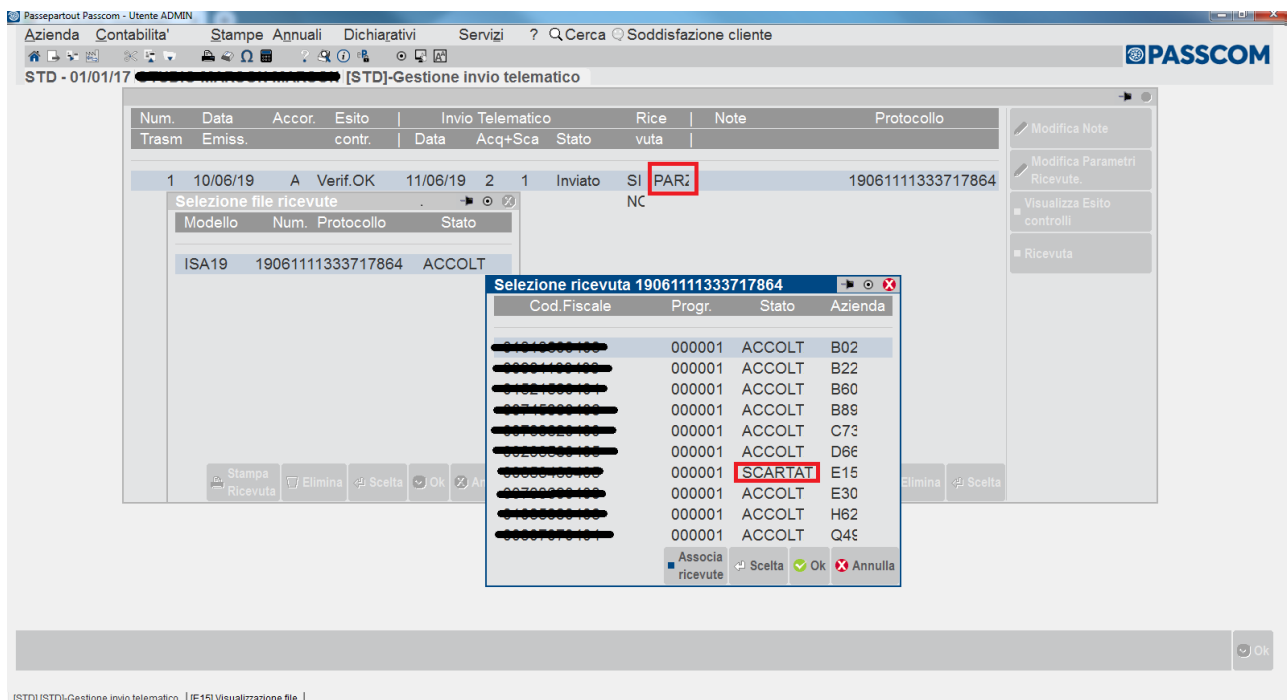 Passepartout Passcom - Utente ADMIN
Azienda Contabilita' Stampe Annuali Dichiarativi Servizi ? Cerca Soddisfazione cliente
PASSCOM
STD - 01/01/17 [STD]-Gestione invio telematico
Num. Data Accor. Esito | Invio Telematico Rice | Note Protocollo
Trasm Emiss. contr. | Data Acq+Sca Stato vuta |
1 10/06/19 A Verif.OK 11/06/19 2 1 Inviato SI PARZ 19061111333717864
NO
Modifica Note
Modifica Parametri
Ricevute.
Visualizza Esito
controlli
Ricevuta
Selezione file ricevute
Modello Num. Protocollo Stato
ISA19 19061111333717864 ACCOLT
Stampa
Ricevuta
Elimina Scelta Ok An
Selezione ricevuta 19061111333717864
Cod.Fiscale Progr. Stato Azienda
000001 ACCOLT B02
000001 ACCOLT B22
000001 ACCOLT B60
000001 ACCOLT B89
000001 ACCOLT C73
000001 ACCOLT D66
000001 SCARTAT E15
000001 ACCOLT E30
000001 ACCOLT H62
000001 ACCOLT Q49
Associa
ricevute
Scelta Ok Annulla
Elimina Scelta
Ok
[STD][STD]-Gestione invio telematico | [E15] Visualizzazione file |